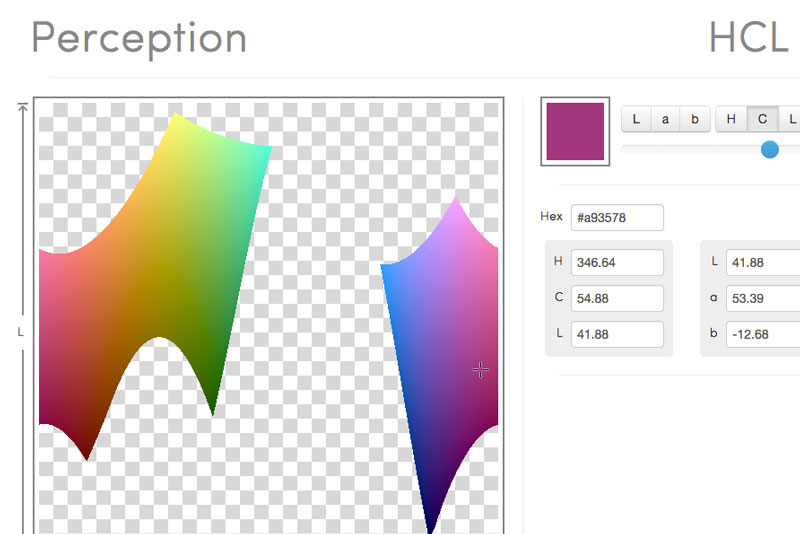 Perception
HCL
L a b H C L
Hex #a93578
H 346.64
C 54.88
L 41.88
L 41.88
a 53.39
b -12.68
L